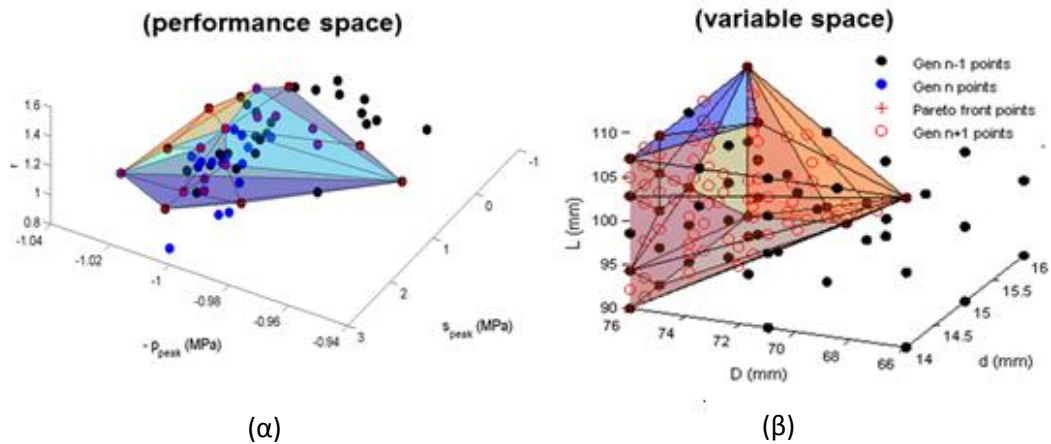 (performance space)
1.6
1.4
1.2
1
0.8
-1.04
-1.02
-1
-0.98
-0.96
-0.94
- p peak (MPa)
3
2
1
0
-1
s peak (MPa)
(α)
(variable space)
Gen n-1 points
Gen n points
Pareto front points
Gen n+1 points
L (mm)
110
105
100
95
90
76
74
72
70
68
66
D (mm)
14
14.5
15
15.5
16
d (mm)
(β)